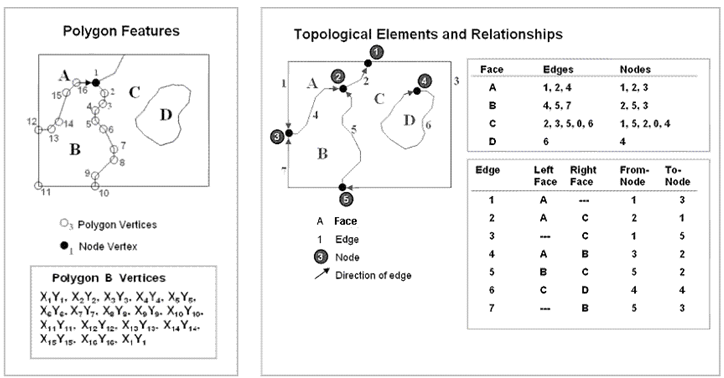 Polygon Features
A
1
16
15
2
C
3
4
D
5
14
12
13
6
B
7
8
9
11
10
3 Polygon Vertices
1 Node Vertex
Polygon B Vertices
X1Y1, X2Y2, X3Y3, X4Y4, X5Y5,
X6Y6, X7Y7, X8Y8, X9Y9, X10Y10,
X11Y11, X12Y12, X13Y13, X14Y14,
X15Y15, X16Y16, X1Y1
Topological Elements and Relationships
1
1
A
2
2
4
3
C
4
D
6
3
5
B
7
5
A Face
1 Edge
3 Node
Direction of edge
Face Edges Nodes
A 1, 2, 4 1, 2, 3
B 4, 5, 7 2, 5, 3
C 2, 3, 5, 0, 6 1, 5, 2, 0, 4
D 6 4
Edge Left Face Right Face From-Node To-Node
1 A --- 1 3
2 A C 2 1
3 --- C 1 5
4 A B 3 2
5 B C 5 2
6 C D 4 4
7 --- B 5 3